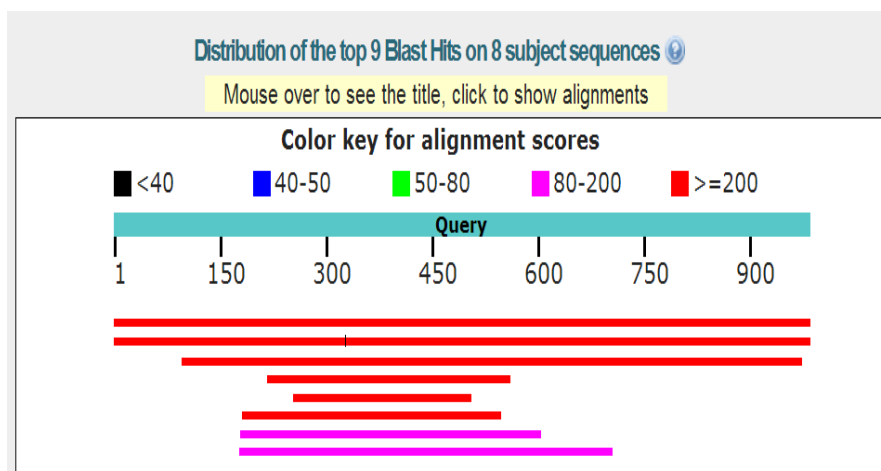 Distribution of the top 9 Blast Hits on 8 subject sequences ?
Mouse over to see the title, click to show alignments
Color key for alignment scores
<40 40-50 50-80 80-200 >=200
Query
1 150 300 450 600 750 900